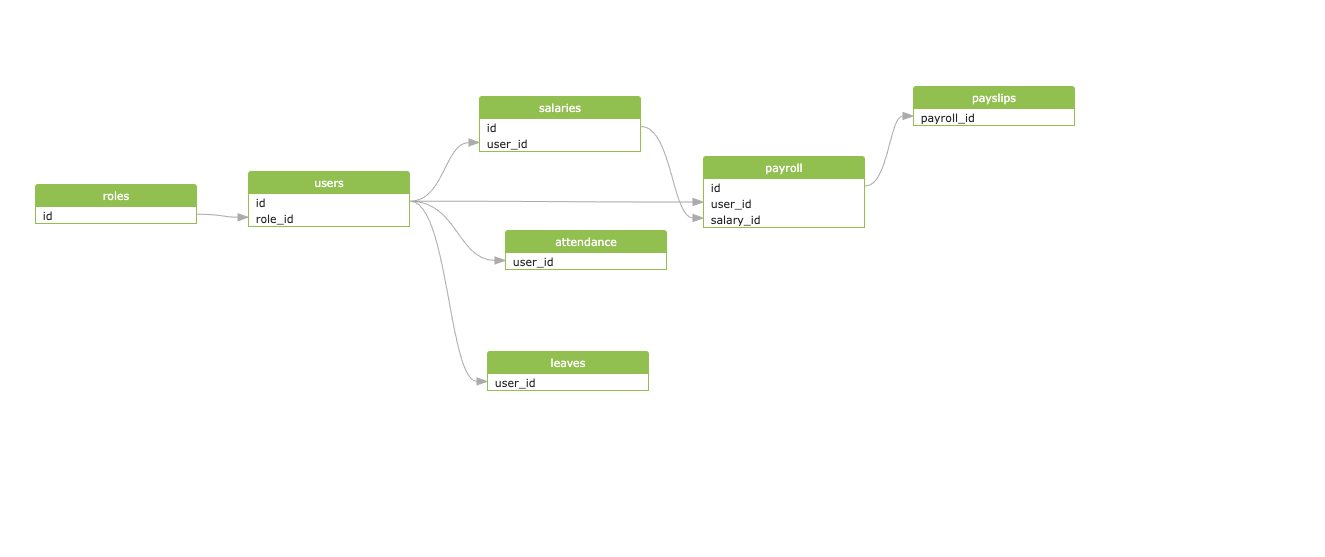 roles
id
users
id
role_id
salaries
id
user_id
attendance
user_id
leaves
user_id
payroll
id
user_id
salary_id
payslips
payroll_id